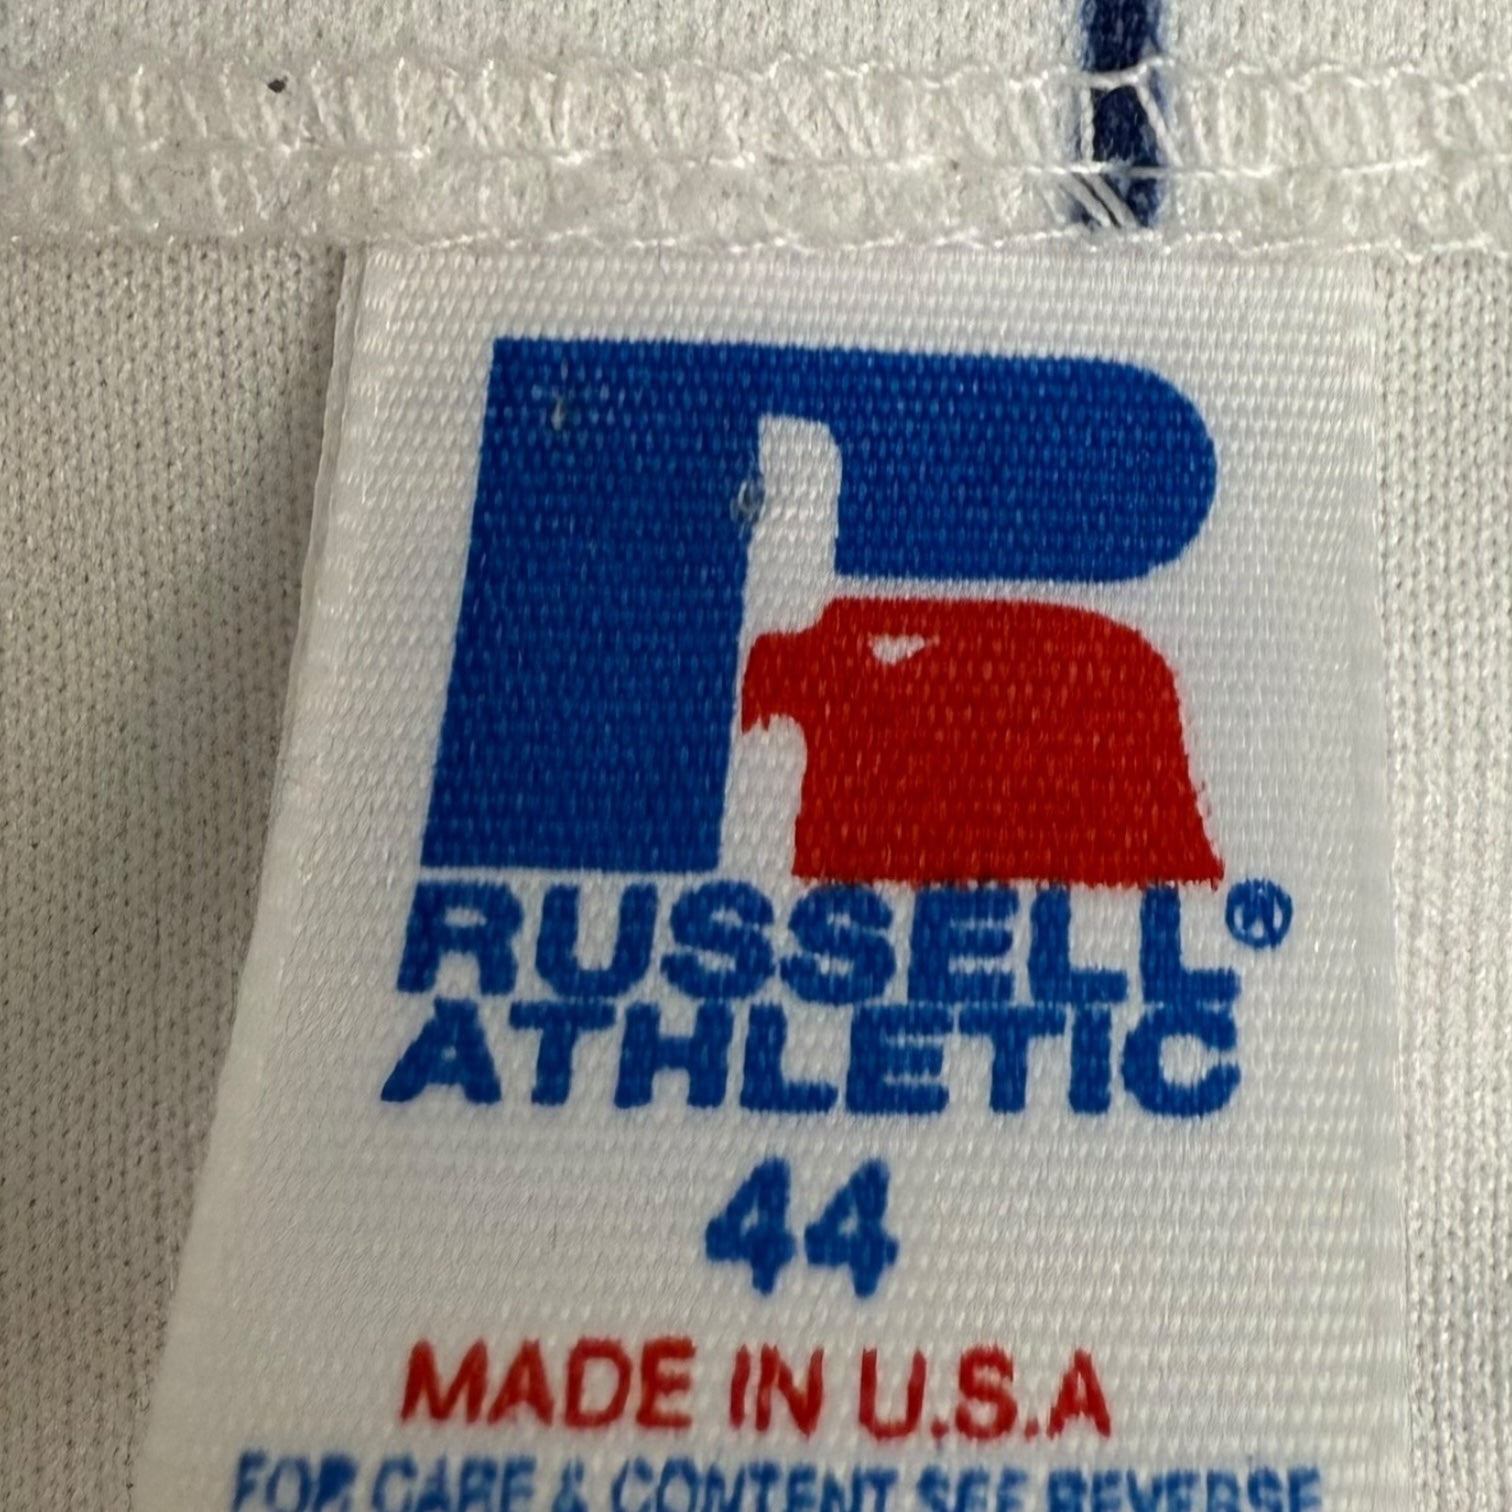 RUSSELL®
ATHLETIC
44
MADE IN U.S.A
FOR CARE & CONTENT SEE REVERSE